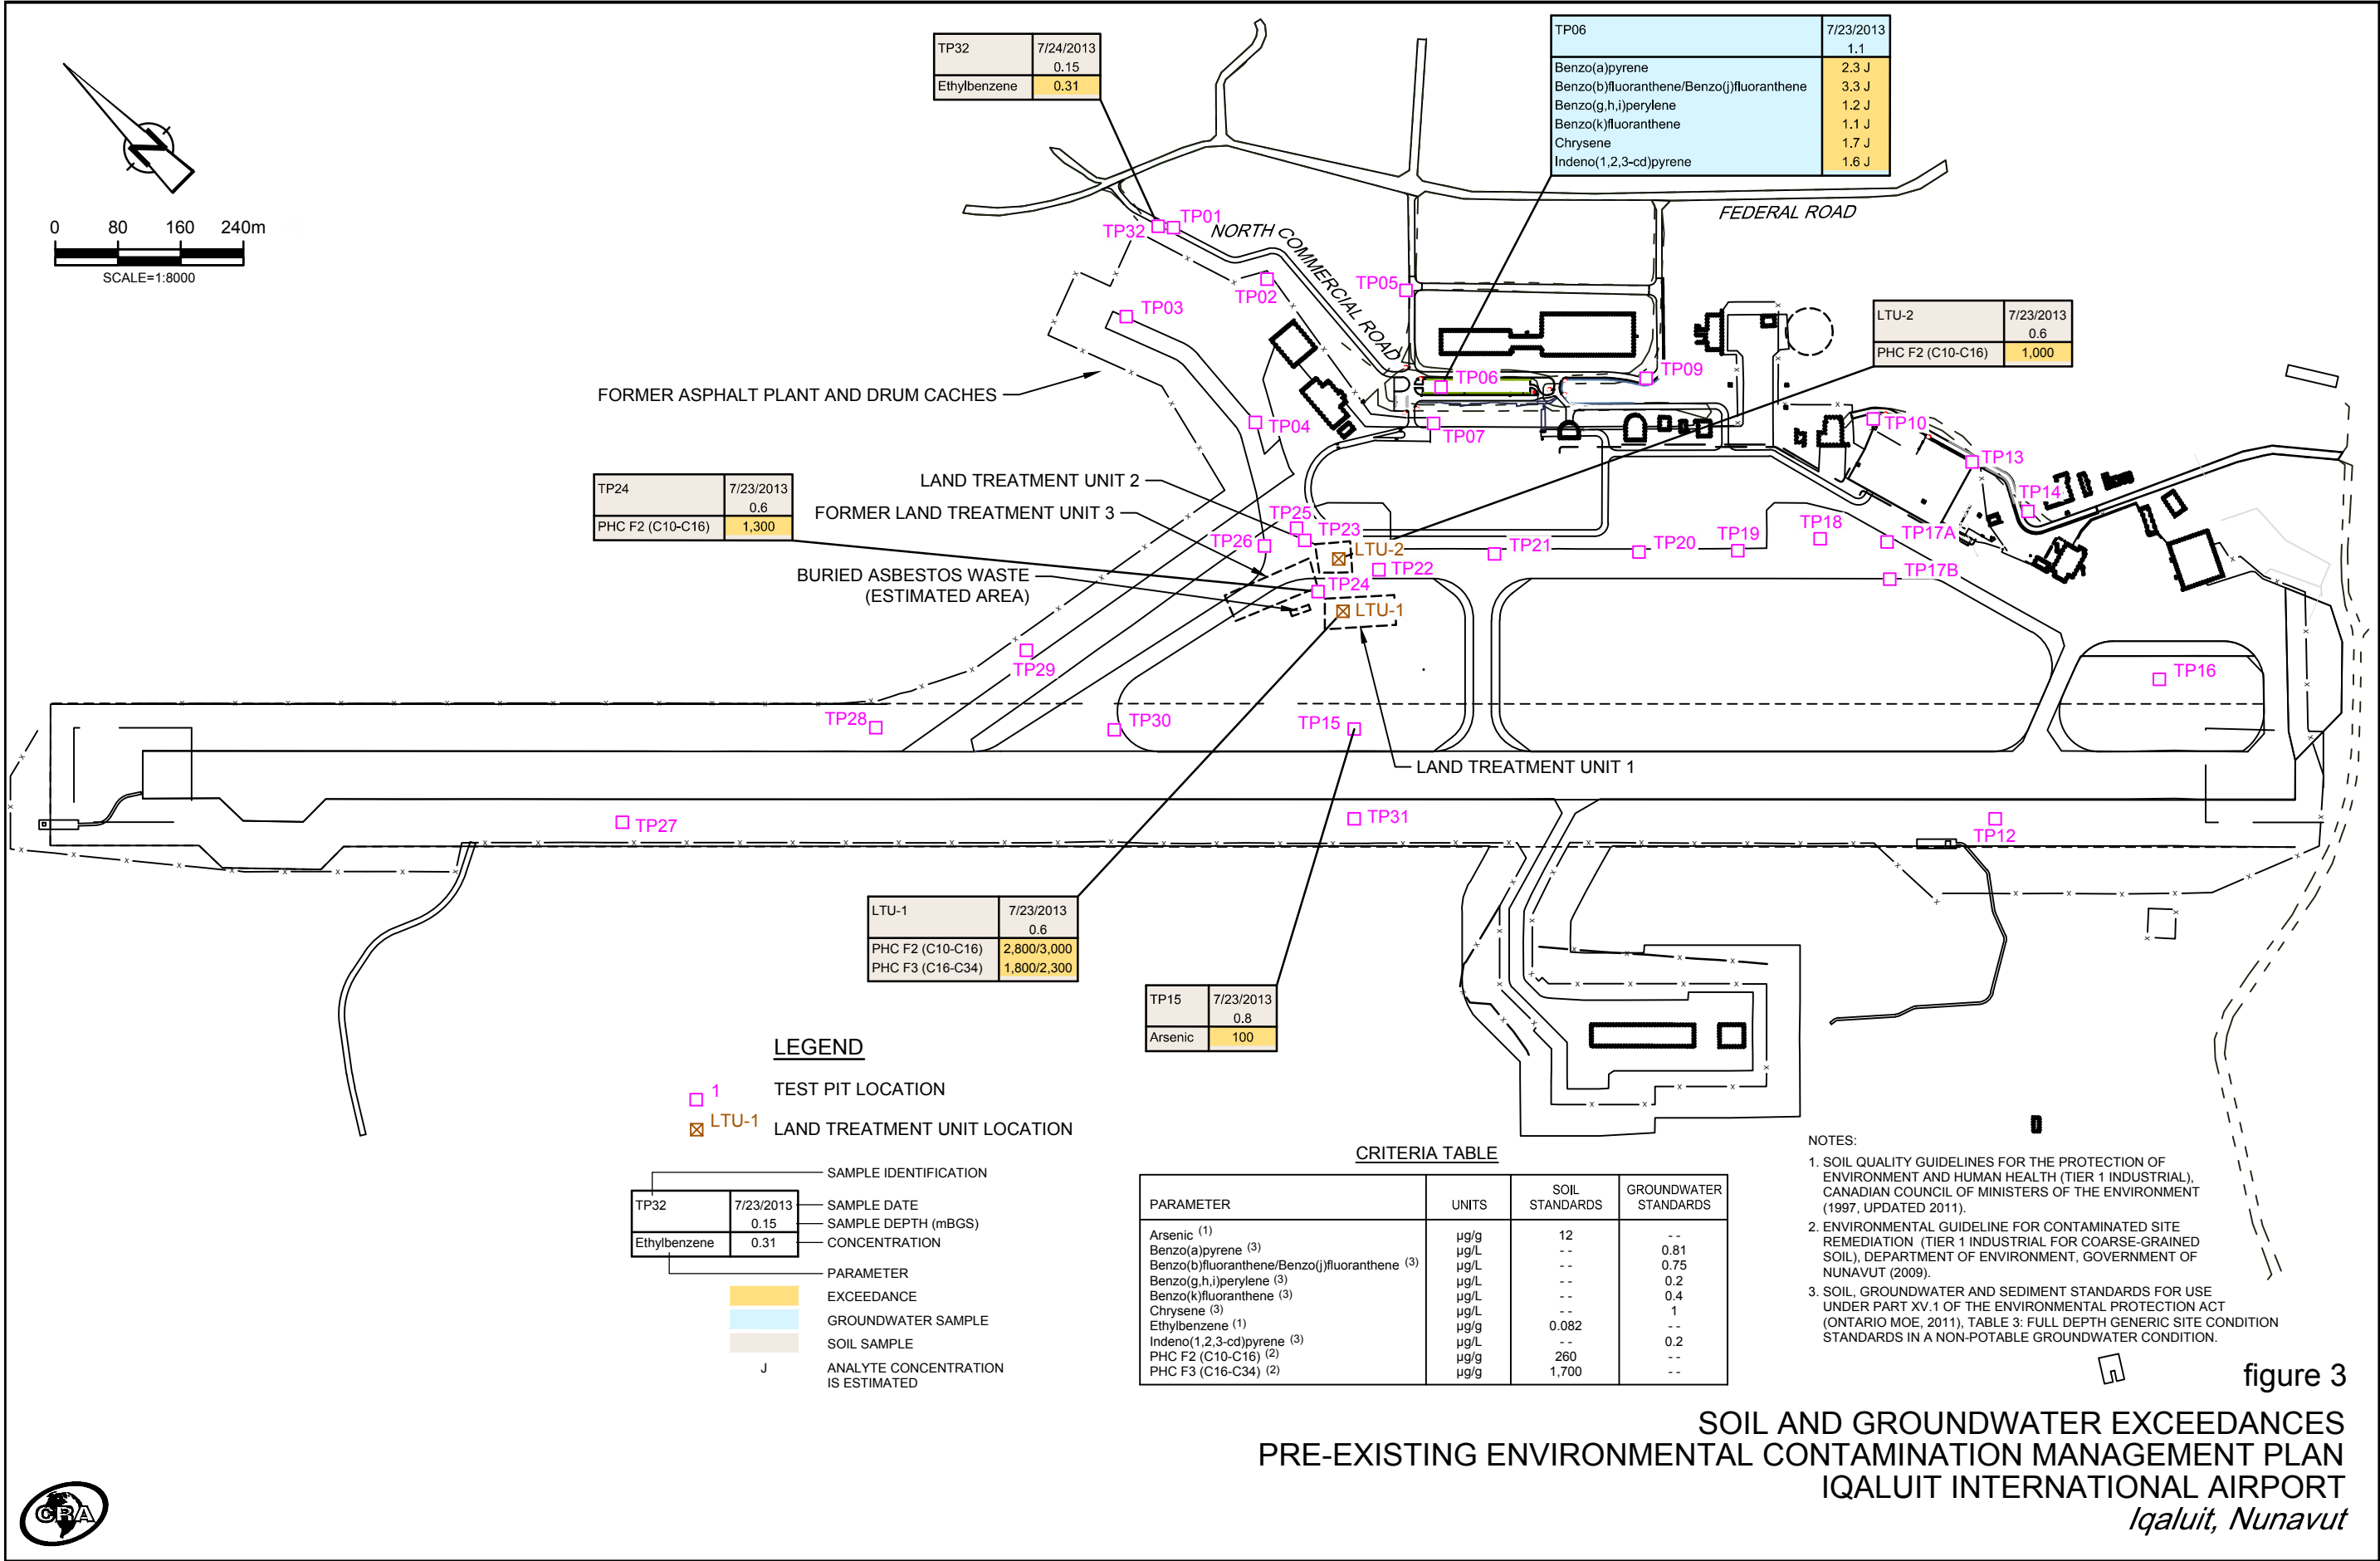 TP32 7/24/2013
0.15
Ethylbenzene 0.31
TP06 7/23/2013
1.1
Benzo(a)pyrene 2.3 J
Benzo(b)fluoranthene/Benzo(j)fluoranthene 3.3 J
Benzo(g,h,i)perylene 1.2 J
Benzo(k)fluoranthene 1.1 J
Chrysene 1.7 J
Indeno(1,2,3-cd)pyrene 1.6 J
N
0 80 160 240m
SCALE=1:8000
FEDERAL ROAD
NORTH COMMERCIAL ROAD
TP01
TP32
TP02
TP05
TP03
LTU-2 7/23/2013
0.6
PHC F2 (C10-C16) 1,000
TP06
TP09
FORMER ASPHALT PLANT AND DRUM CACHES
TP04
TP07
TP10
TP13
TP14
TP24 7/23/2013
0.6
PHC F2 (C10-C16) 1,300
LAND TREATMENT UNIT 2
FORMER LAND TREATMENT UNIT 3
BURIED ASBESTOS WASTE
(ESTIMATED AREA)
TP25
TP23
TP26
LTU-2
TP22
TP21
TP20
TP19
TP18
TP17A
TP17B
TP24
LTU-1
TP29
TP16
TP28
TP30
TP15
LAND TREATMENT UNIT 1
TP27
TP31
TP12
LTU-1 7/23/2013
0.6
PHC F2 (C10-C16) 2,800/3,000
PHC F3 (C16-C34) 1,800/2,300
TP15 7/23/2013
0.8
Arsenic 100
LEGEND
1 TEST PIT LOCATION
LTU-1 LAND TREATMENT UNIT LOCATION
SAMPLE IDENTIFICATION
TP32 7/23/2013 SAMPLE DATE
0.15 SAMPLE DEPTH (mBGS)
Ethylbenzene 0.31 CONCENTRATION
PARAMETER
EXCEEDANCE
GROUNDWATER SAMPLE
SOIL SAMPLE
J ANALYTE CONCENTRATION
IS ESTIMATED
CRITERIA TABLE
PARAMETER UNITS SOIL STANDARDS GROUNDWATER STANDARDS
Arsenic (1) µg/g 12 - -
Benzo(a)pyrene (3) µg/L - - 0.81
Benzo(b)fluoranthene/Benzo(j)fluoranthene (3) µg/L - - 0.75
Benzo(g,h,i)perylene (3) µg/L - - 0.2
Benzo(k)fluoranthene (3) µg/L - - 0.4
Chrysene (3) µg/L - - 1
Ethylbenzene (1) µg/g 0.082 - -
Indeno(1,2,3-cd)pyrene (3) µg/L - - 0.2
PHC F2 (C10-C16) (2) µg/g 260 - -
PHC F3 (C16-C34) (2) µg/g 1,700 - -
NOTES:
1. SOIL QUALITY GUIDELINES FOR THE PROTECTION OF
ENVIRONMENT AND HUMAN HEALTH (TIER 1 INDUSTRIAL),
CANADIAN COUNCIL OF MINISTERS OF THE ENVIRONMENT
(1997, UPDATED 2011).
2. ENVIRONMENTAL GUIDELINE FOR CONTAMINATED SITE
REMEDIATION (TIER 1 INDUSTRIAL FOR COARSE-GRAINED
SOIL), DEPARTMENT OF ENVIRONMENT, GOVERNMENT OF
NUNAVUT (2009).
3. SOIL, GROUNDWATER AND SEDIMENT STANDARDS FOR USE
UNDER PART XV.1 OF THE ENVIRONMENTAL PROTECTION ACT
(ONTARIO MOE, 2011), TABLE 3: FULL DEPTH GENERIC SITE CONDITION
STANDARDS IN A NON-POTABLE GROUNDWATER CONDITION.
figure 3
SOIL AND GROUNDWATER EXCEEDANCES
PRE-EXISTING ENVIRONMENTAL CONTAMINATION MANAGEMENT PLAN
IQALUIT INTERNATIONAL AIRPORT
Iqaluit, Nunavut
CRA